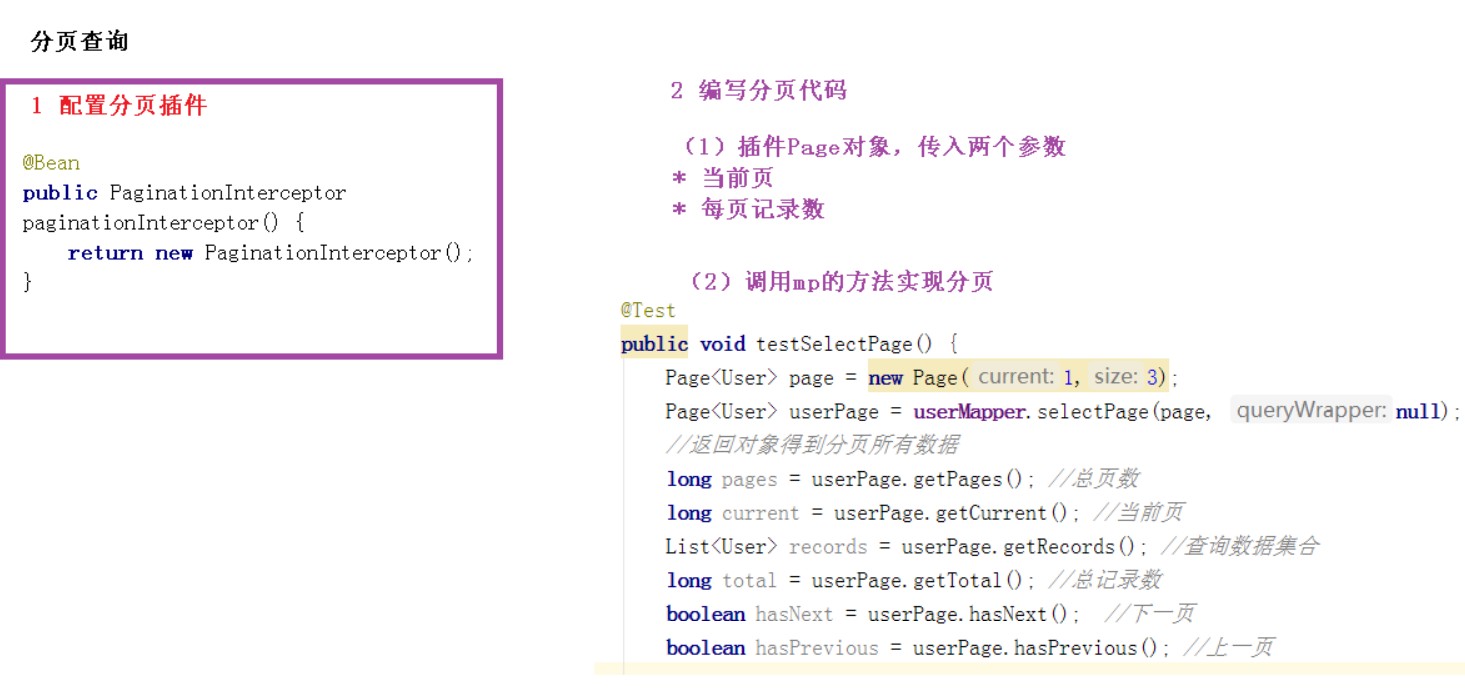 分页查询
1 配置分页插件
@Bean
public PaginationInterceptor
paginationInterceptor() {
return new PaginationInterceptor();
}
2 编写分页代码
（1）插件Page对象，传入两个参数
* 当前页
* 每页记录数
（2）调用mp的方法实现分页
@Test
public void testSelectPage() {
Page<User> page = new Page( current: 1, size: 3);
Page<User> userPage = userMapper.selectPage(page, queryWrapper: null);
//返回对象得到分页所有数据
long pages = userPage.getPages(); //总页数
long current = userPage.getCurrent(); //当前页
List<User> records = userPage.getRecords(); //查询数据集合
long total = userPage.getTotal(); //总记录数
boolean hasNext = userPage.hasNext(); //下一页
boolean hasPrevious = userPage.hasPrevious(); //上一页